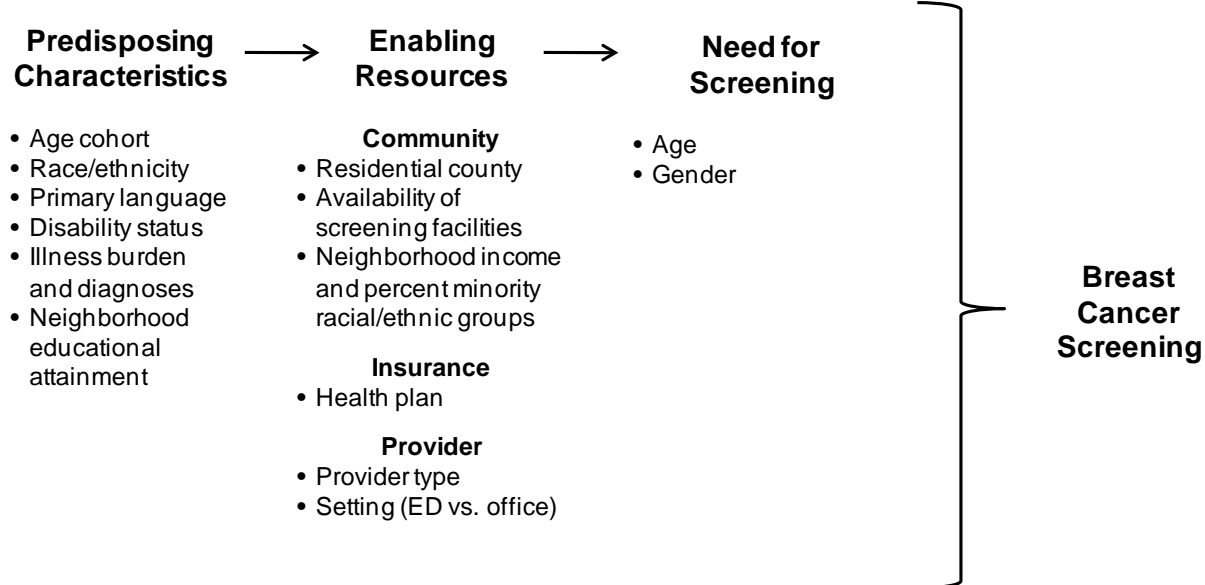 Predisposing
Characteristics
• Age cohort
• Race/ethnicity
• Primary language
• Disability status
• Illness burden
and diagnoses
• Neighborhood
educational
attainment
Enabling
Resources
Community
• Residential county
• Availability of
screening facilities
• Neighborhood income
and percent minority
racial/ethnic groups
Insurance
• Health plan
Provider
• Provider type
• Setting (ED vs. office)
Need for
Screening
• Age
• Gender
Breast
Cancer
Screening